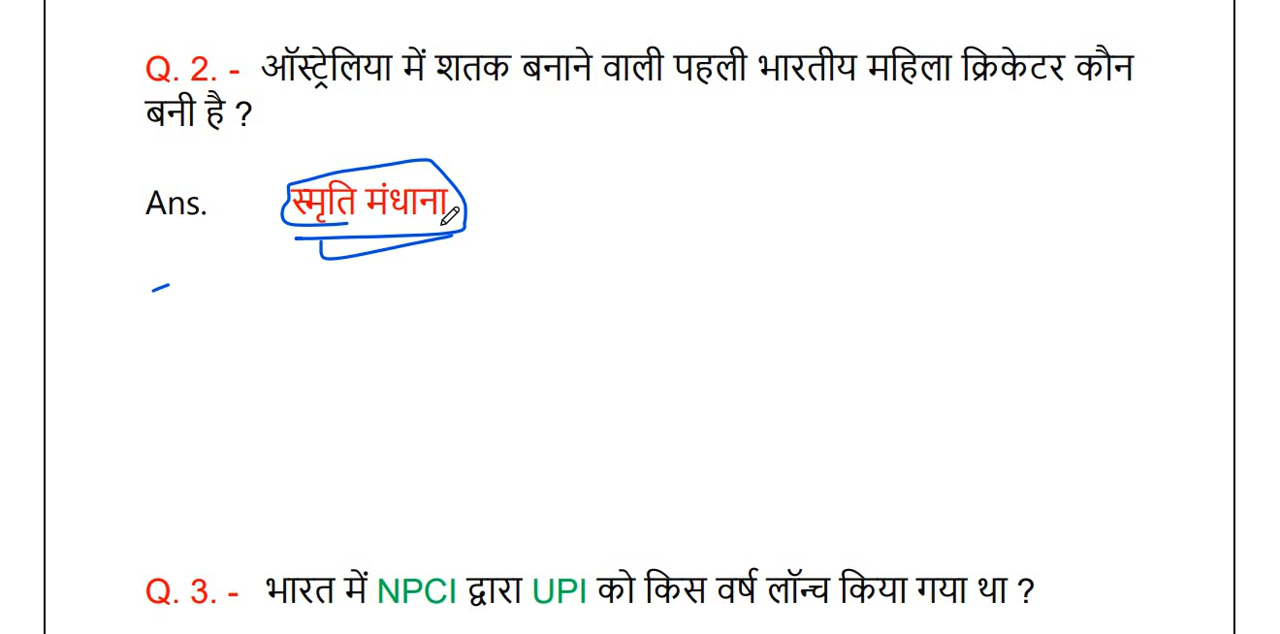 Q. 2. - ऑस्ट्रेलिया में शतक बनाने वाली पहली भारतीय महिला क्रिकेटर कौन
बनी है ?
Ans. स्मृति मंधाना
Q. 3. - भारत में NPCI द्वारा UPI को किस वर्ष लॉन्च किया गया था ?